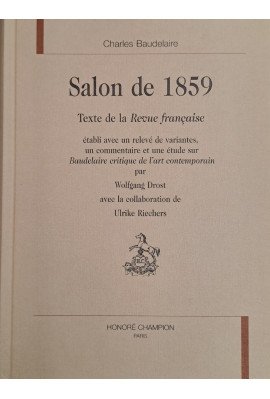 Charles Baudelaire
Salon de 1859
Texte de la Revue française
établi avec un relevé de variantes,
un commentaire et une étude sur
Baudelaire critique de l'art contemporain
par
Wolfgang Drost
avec la collaboration de
Ulrike Riechers
HONORÉ CHAMPION
PARIS